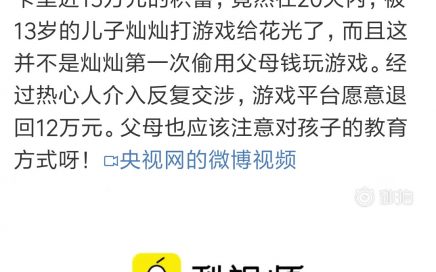 卡里近15万元的积蓄，竟然在20天内，被
13岁的儿子灿灿打游戏给花光了，而且这
并不是灿灿第一次偷用父母钱玩游戏。经
过热心人介入反复交涉，游戏平台愿意退
回12万元。父母也应该注意对孩子的教育
方式呀！央视网的微博视频
梨视频